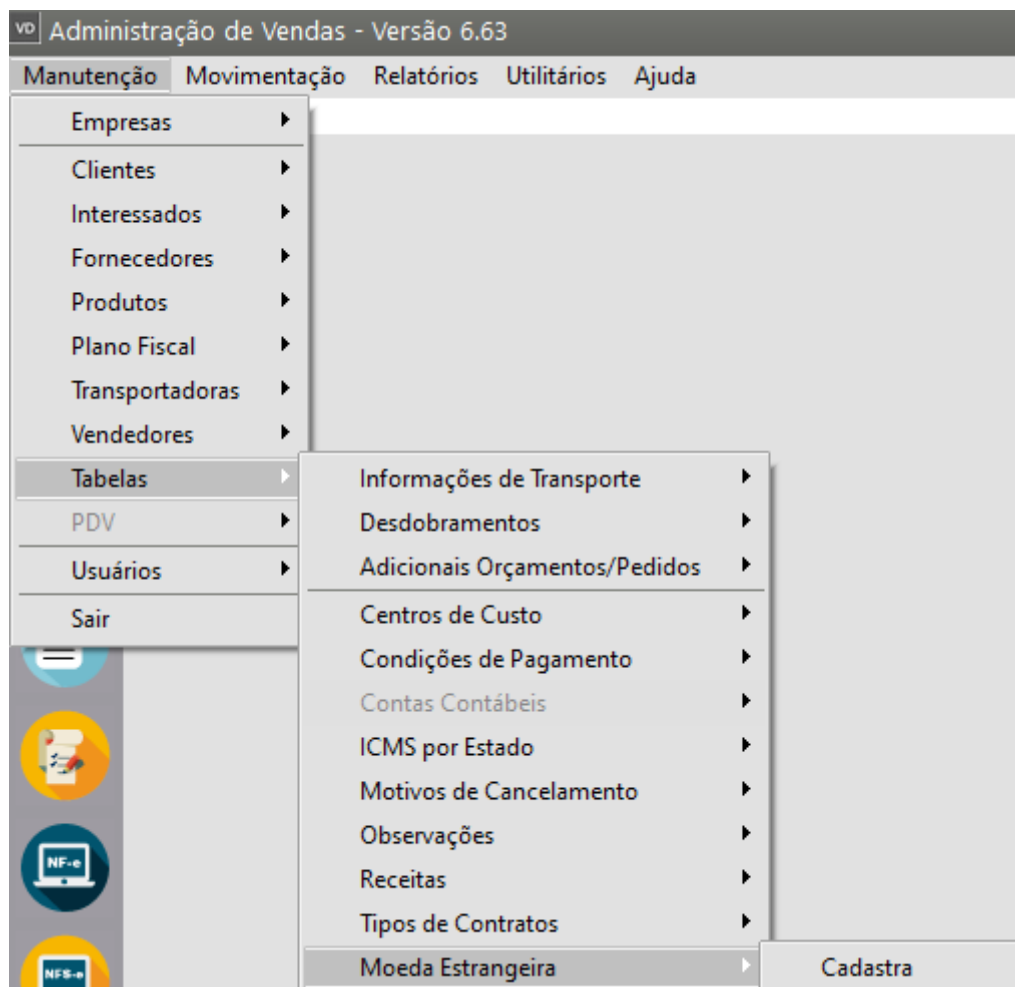 VD Administração de Vendas - Versão 6.63
Manutenção Movimentação Relatórios Utilitários Ajuda
Empresas
Clientes
Interessados
Fornecedores
Produtos
Plano Fiscal
Transportadoras
Vendedores
Tabelas
PDV
Usuários
Sair
Informações de Transporte
Desdobramentos
Adicionais Orçamentos/Pedidos
Centros de Custo
Condições de Pagamento
Contas Contábeis
ICMS por Estado
Motivos de Cancelamento
Observações
Receitas
Tipos de Contratos
Moeda Estrangeira
Cadastra
NF-e
NFS-e